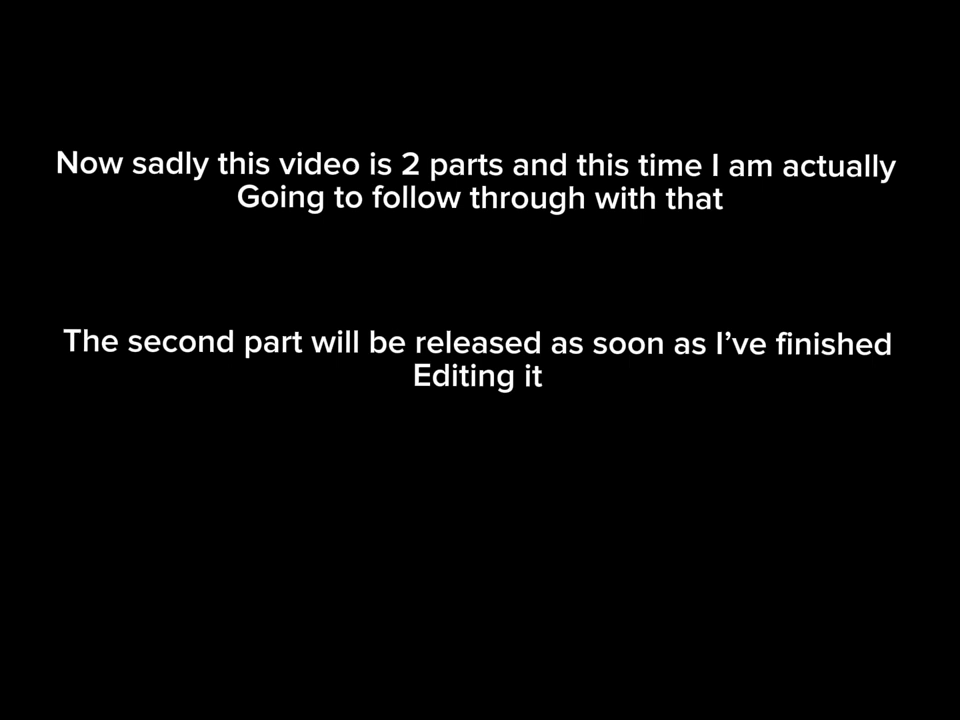 Now sadly this video is 2 parts and this time I am actually
Going to follow through with that
The second part will be released as soon as I’ve finished
Editing it